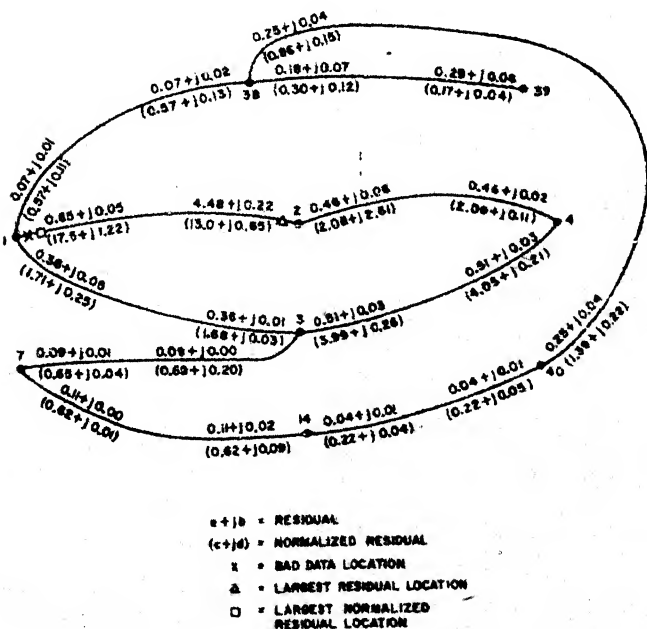 0.25+j0.04
(0.86+j0.15)
0.07+j0.02
(0.57+j0.13)
38
0.18+j0.07
(0.30+j0.12)
0.29+j0.06
(0.17+j0.04)
39
0.07+j0.01
(0.57+j0.11)
1
0.65+j0.05
(17.5+j1.22)
4.48+j0.22
(13.0+j0.65)
2
0.46+j0.06
(2.08+j2.61)
0.46+j0.02
(2.08+j0.11)
4
0.38+j0.05
(1.71+j0.25)
0.36+j0.01
(1.68+j0.03)
3
0.51+j0.03
(3.99+j0.26)
0.51+j0.03
(4.05+j0.21)
7
0.09+j0.01
(0.65+j0.04)
0.09+j0.00
(0.63+j0.20)
0.11+j0.00
(0.62+j0.01)
0.11+j0.02
(0.62+j0.09)
14
0.04+j0.01
(0.22+j0.04)
0.04+j0.01
(0.22+j0.05)
40
0.25+j0.04
(1.39+j0.22)
a+jb = RESIDUAL
(c+jd) = NORMALIZED RESIDUAL
x = BAD DATA LOCATION
△ = LARGEST RESIDUAL LOCATION
□ = LARGEST NORMALIZED
RESIDUAL LOCATION